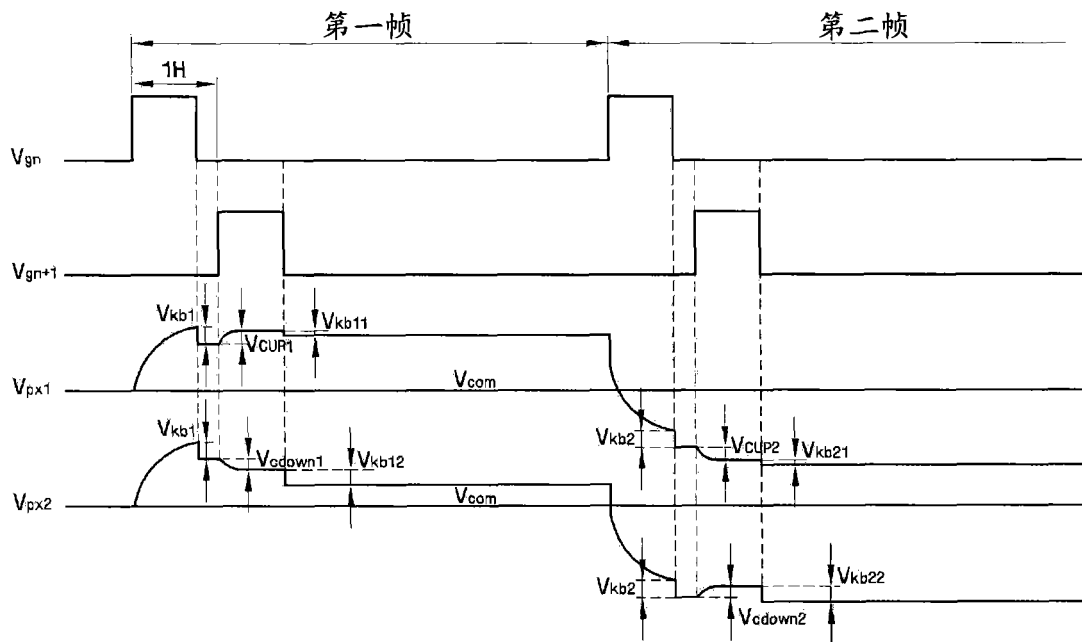 第一帧
第二帧
1H
Vgn
Vgn+1
Vkb1
Vkb11
VCUP1
Vpx1
Vcom
Vkb1
Vkb2
VCUP2
Vkb21
Vcdown1
Vkb12
Vcom
Vpx2
Vkb2
Vkb22
Vcdown2